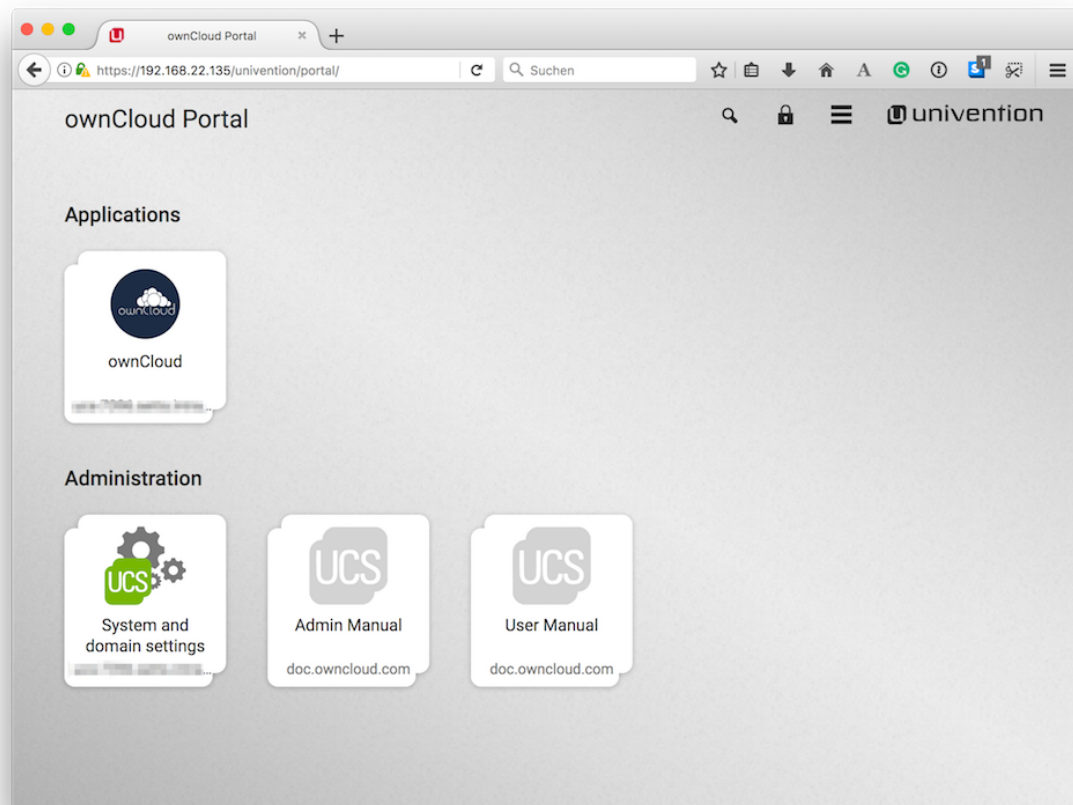 ownCloud Portal
https://192.168.22.135/univention/portal/
Suchen
1
ownCloud Portal
univention
Applications
ownCloud
ownCloud
Administration
UCS
UCS
UCS
System and
domain settings
Admin Manual
User Manual
doc.owncloud.com
doc.owncloud.com